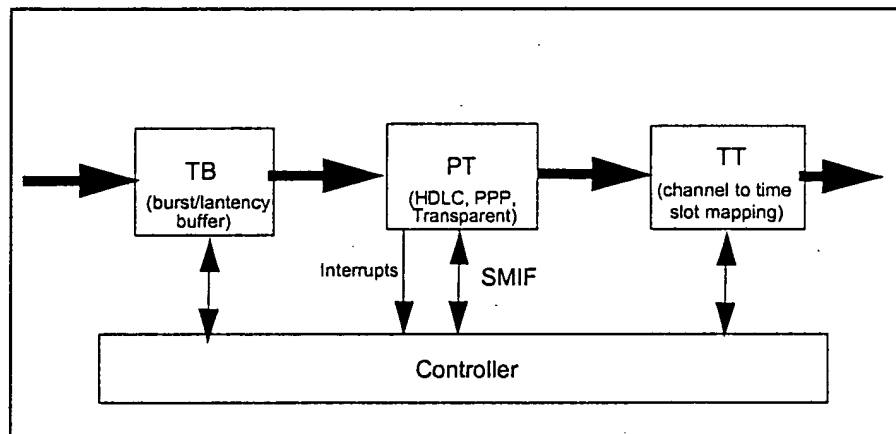 TB
(burst/lantency
buffer)
PT
(HDLC, PPP,
Transparent)
TT
(channel to time
slot mapping)
Interrupts
SMIF
Controller